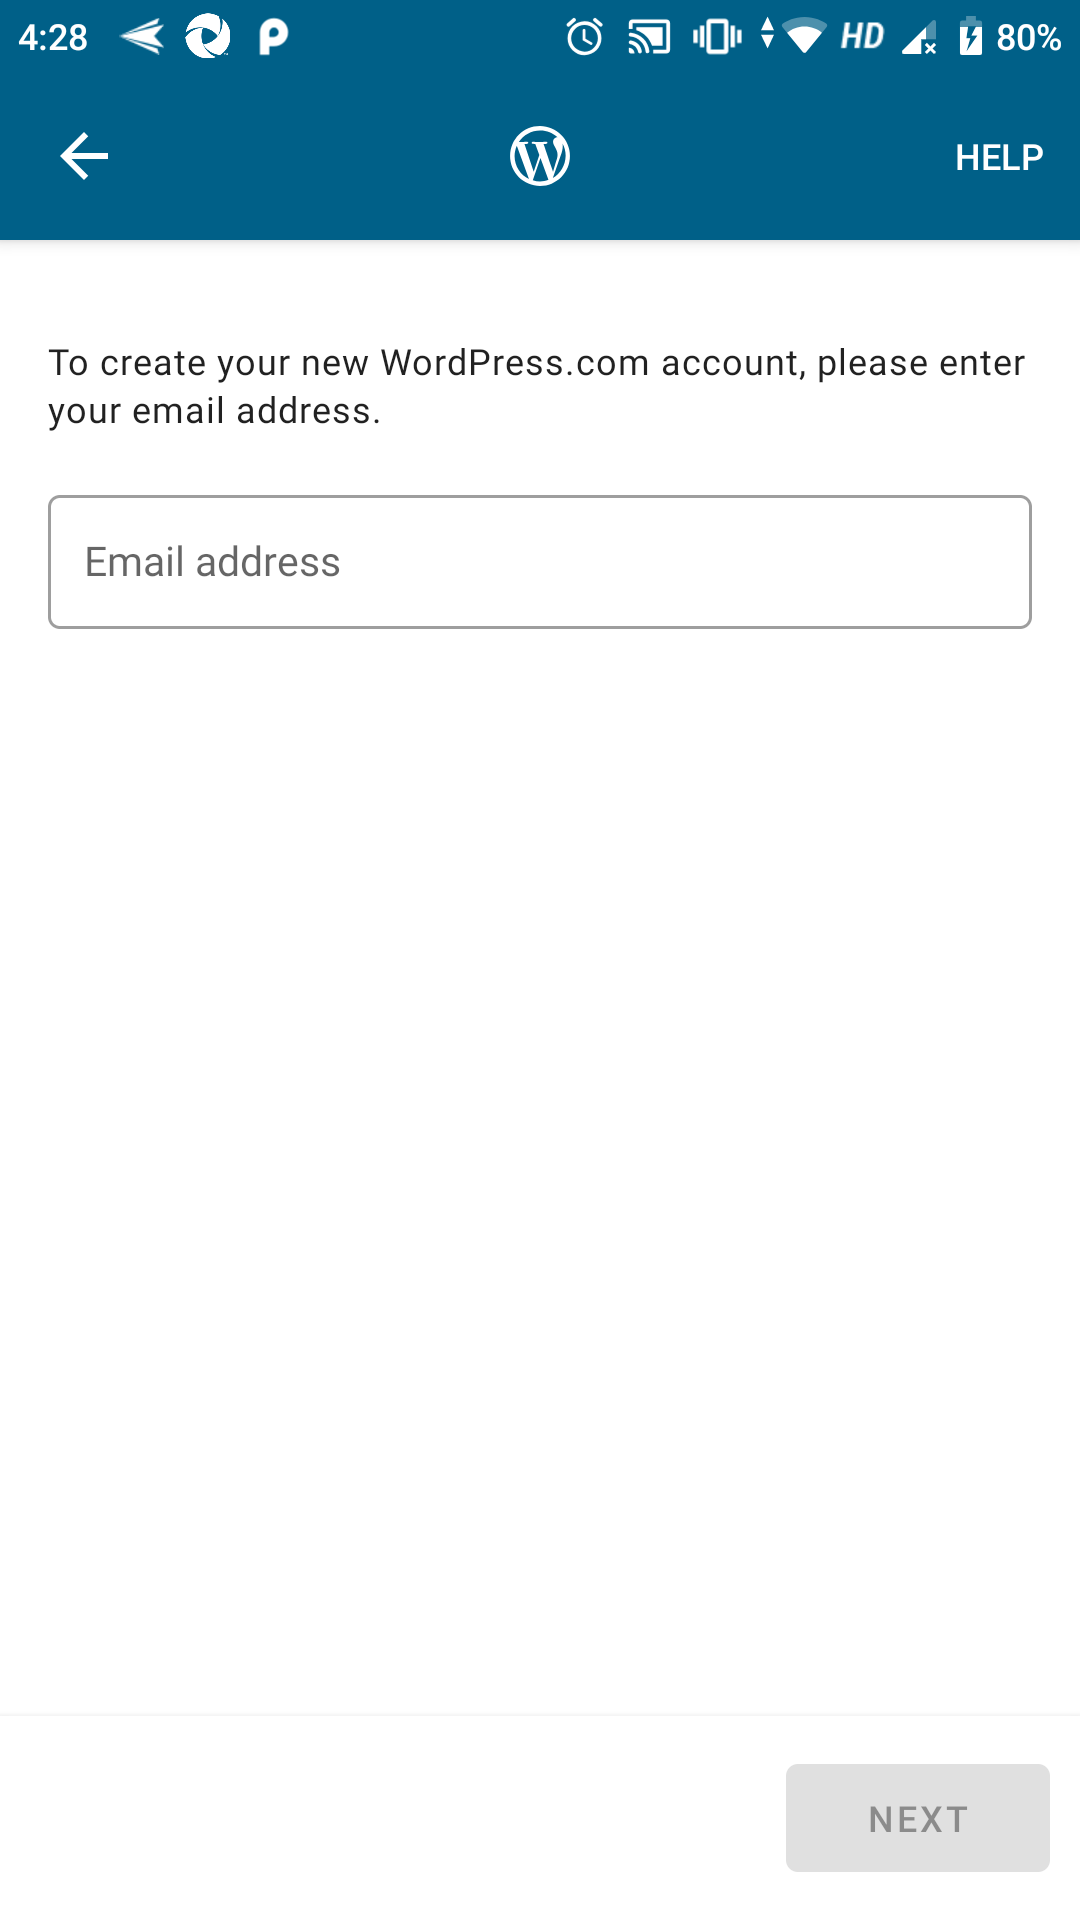 4:28 HD 80%
HELP
To create your new WordPress.com account, please enter
your email address.
Email address
NEXT